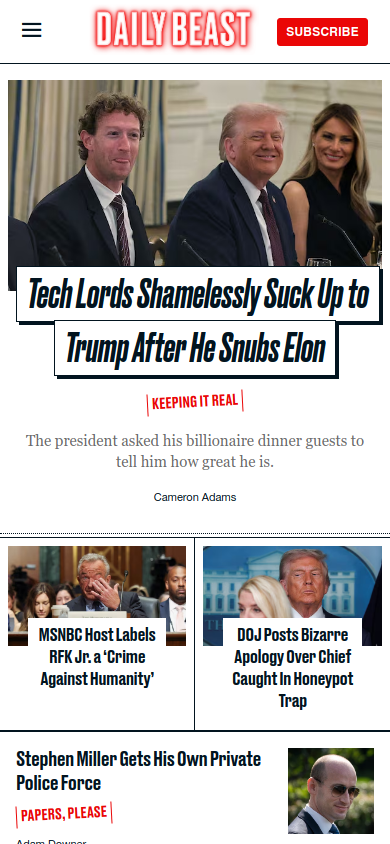 DAILY BEAST
SUBSCRIBE
Tech Lords Shamelessly Suck Up to
Trump After He Snubs Elon
KEEPING IT REAL
The president asked his billionaire dinner guests to
tell him how great he is.
Cameron Adams
MSNBC Host Labels
RFK Jr. a ‘Crime
Against Humanity’
DOJ Posts Bizarre
Apology Over Chief
Caught In Honeypot
Trap
Stephen Miller Gets His Own Private
Police Force
PAPERS, PLEASE
Adam Downer